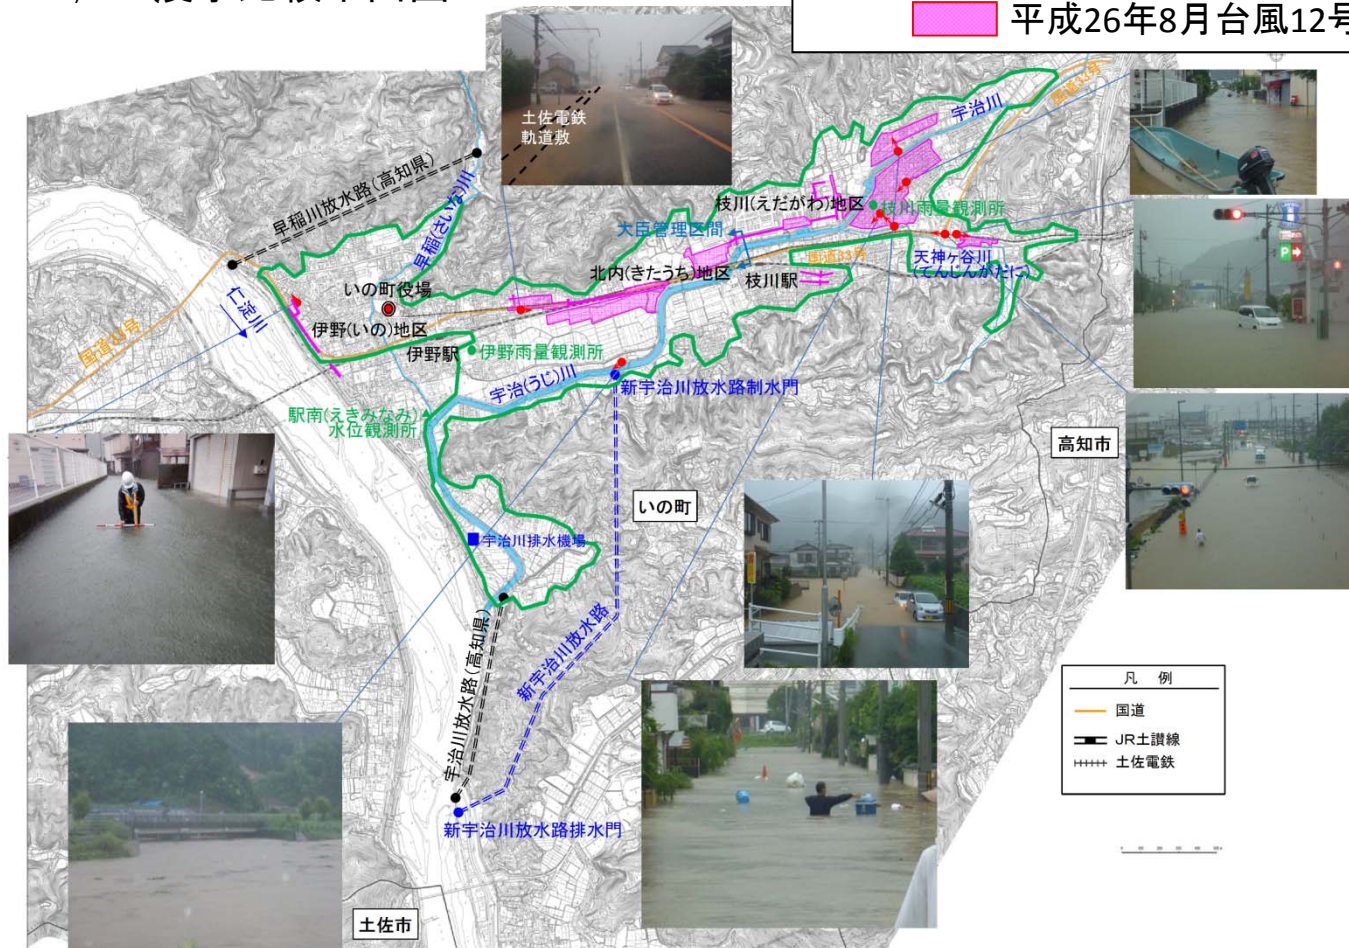 平成26年8月台風12号
土佐電鉄
軌道敷
国道33号
宇治川
早稲川放水路(高知県)
早稲(さいな)川
枝川(えだがわ)地区
枝川雨量観測所
大臣管理区間
国道33号
天神ヶ谷川
(てんじんがだに)
北内(きたうち)地区
枝川駅
いの町役場
仁淀川
伊野(いの)地区
国道33号
伊野駅
伊野雨量観測所
宇治(うじ)川
新宇治川放水路制水門
駅南(えきみなみ)
水位観測所
高知市
いの町
宇治川排水機場
宇治川放水路(高知県)
新宇治川放水路
新宇治川放水路排水門
土佐市
凡 例
国道
JR土讃線
土佐電鉄